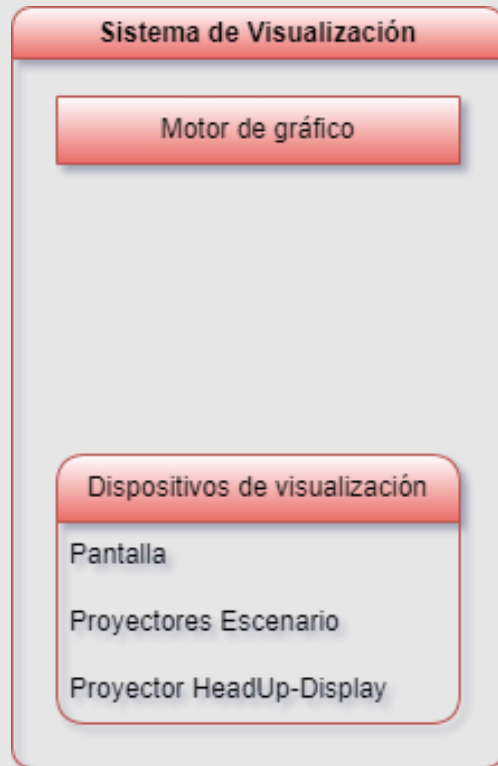 Sistema de Visualización
Motor de gráfico
Dispositivos de visualización
Pantalla
Proyectores Escenario
Proyector HeadUp-Display